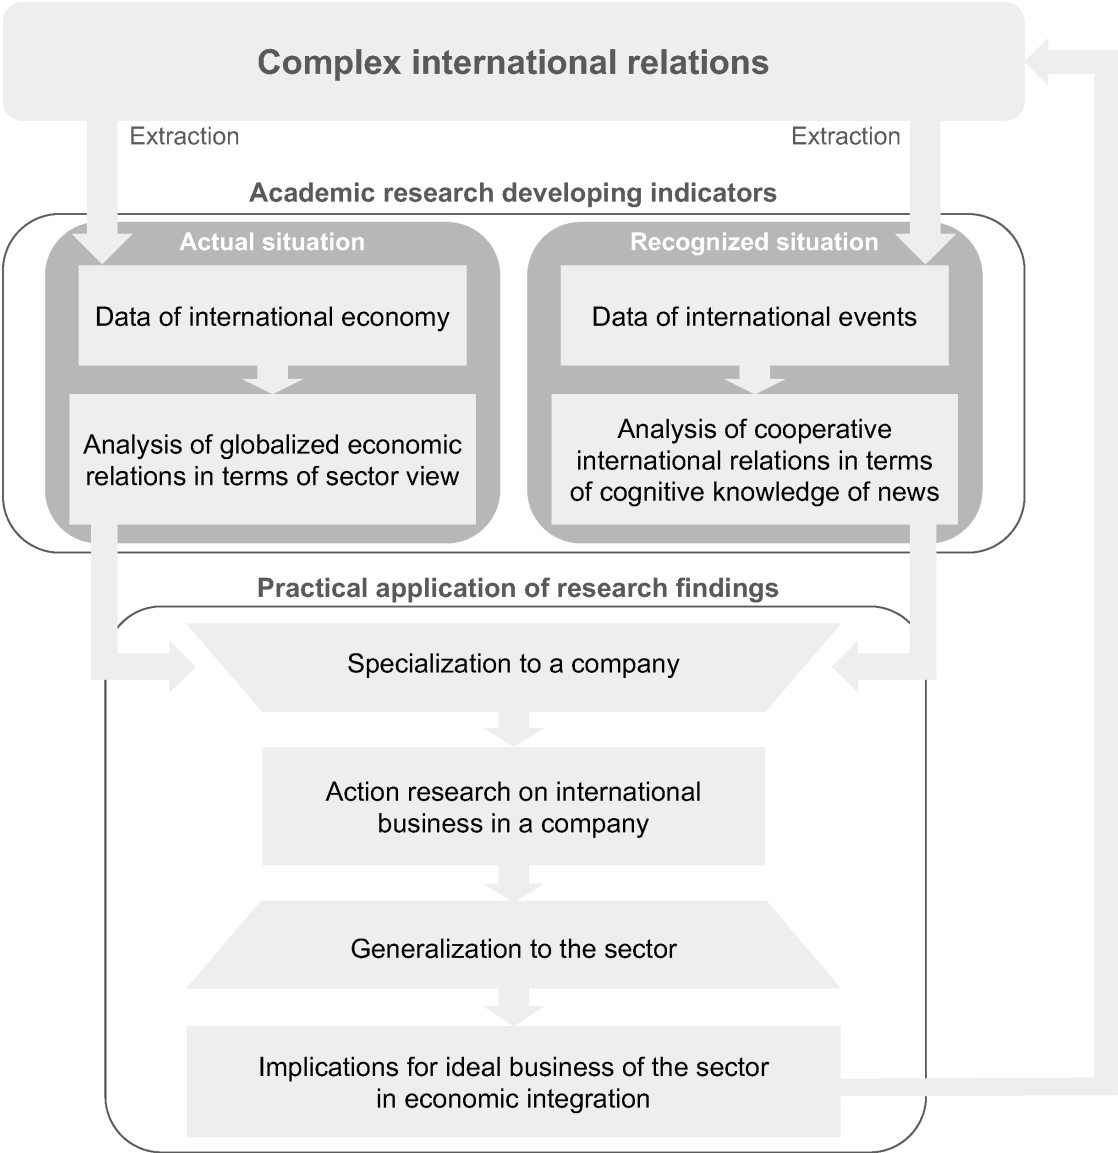 Complex international relations
Extraction
Extraction
Academic research developing indicators
Actual situation
Recognized situation
Data of international economy
Data of international events
Analysis of globalized economic
relations in terms of sector view
Analysis of cooperative
international relations in terms
of cognitive knowledge of news
Practical application of research findings
Specialization to a company
Action research on international
business in a company
Generalization to the sector
Implications for ideal business of the sector
in economic integration